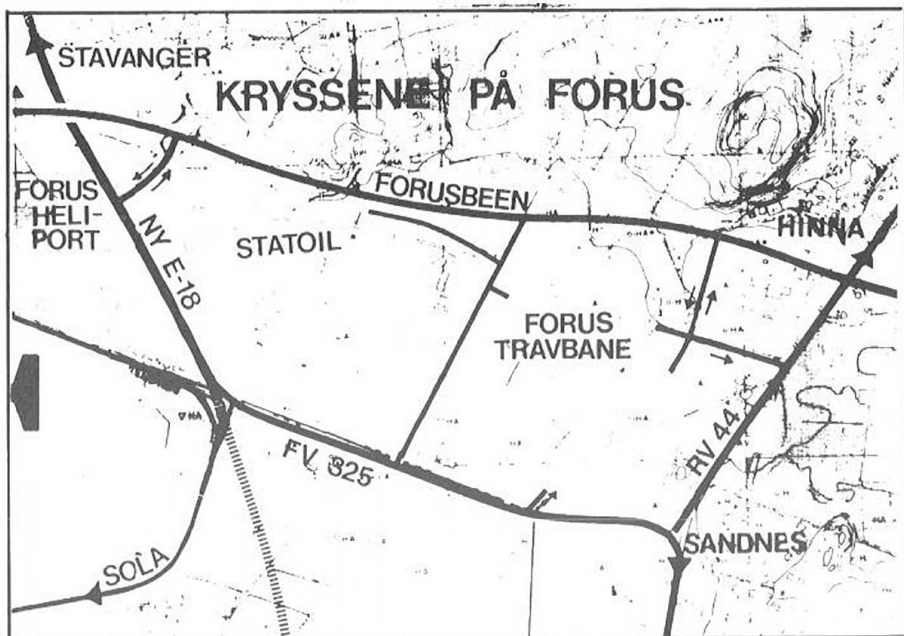 STAVANGER
KRYSSENE PÅ FORUS
FORUS
HELI-
PORT
NY E-18
STATOIL
FORUSBEEN
HINNA
FORUS
TRAVBANE
FV 325
RV 44
SANDNES
SOLA